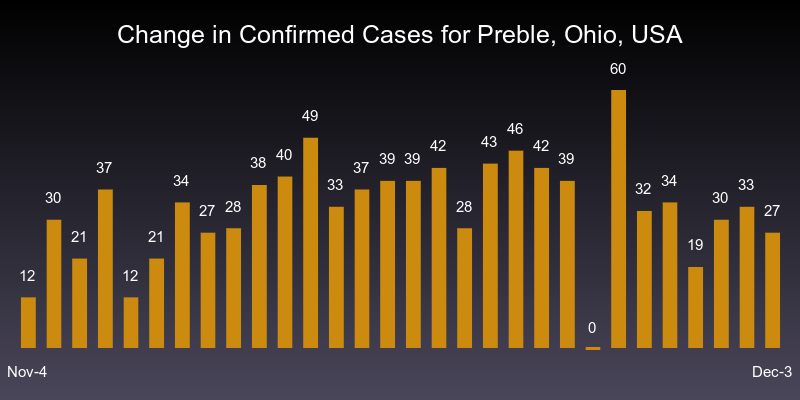 Change in Confirmed Cases for Preble, Ohio, USA
12 30 21 37 12 21 34 27 28 38 40 49 33 37 39 39 42 28 43 46 42 39 0 60 32 34 19 30 33 27
Nov-4 Dec-3